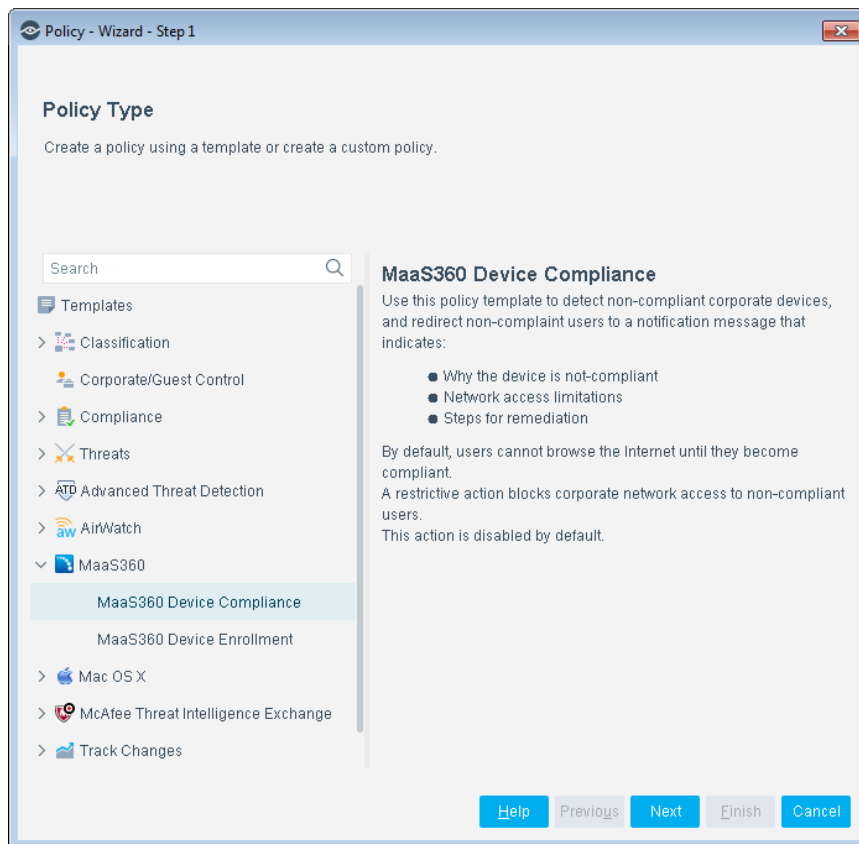 Policy - Wizard - Step 1
Policy Type
Create a policy using a template or create a custom policy.
Search
Templates
Classification
Corporate/Guest Control
Compliance
Threats
ATD Advanced Threat Detection
aw AirWatch
MaaS360
MaaS360 Device Compliance
MaaS360 Device Enrollment
Mac OS X
McAfee Threat Intelligence Exchange
Track Changes
MaaS360 Device Compliance
Use this policy template to detect non-compliant corporate devices,
and redirect non-complaint users to a notification message that
indicates:
Why the device is not-compliant
Network access limitations
Steps for remediation
By default, users cannot browse the Internet until they become
compliant.
A restrictive action blocks corporate network access to non-compliant
users.
This action is disabled by default.
Help Previous Next Finish Cancel